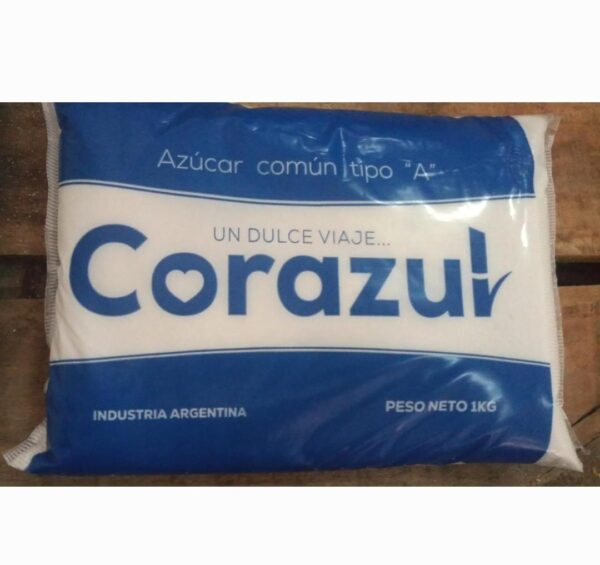 Azúcar común tipo "A"
UN DULCE VIAJE...
Corazul
INDUSTRIA ARGENTINA
PESO NETO 1KG